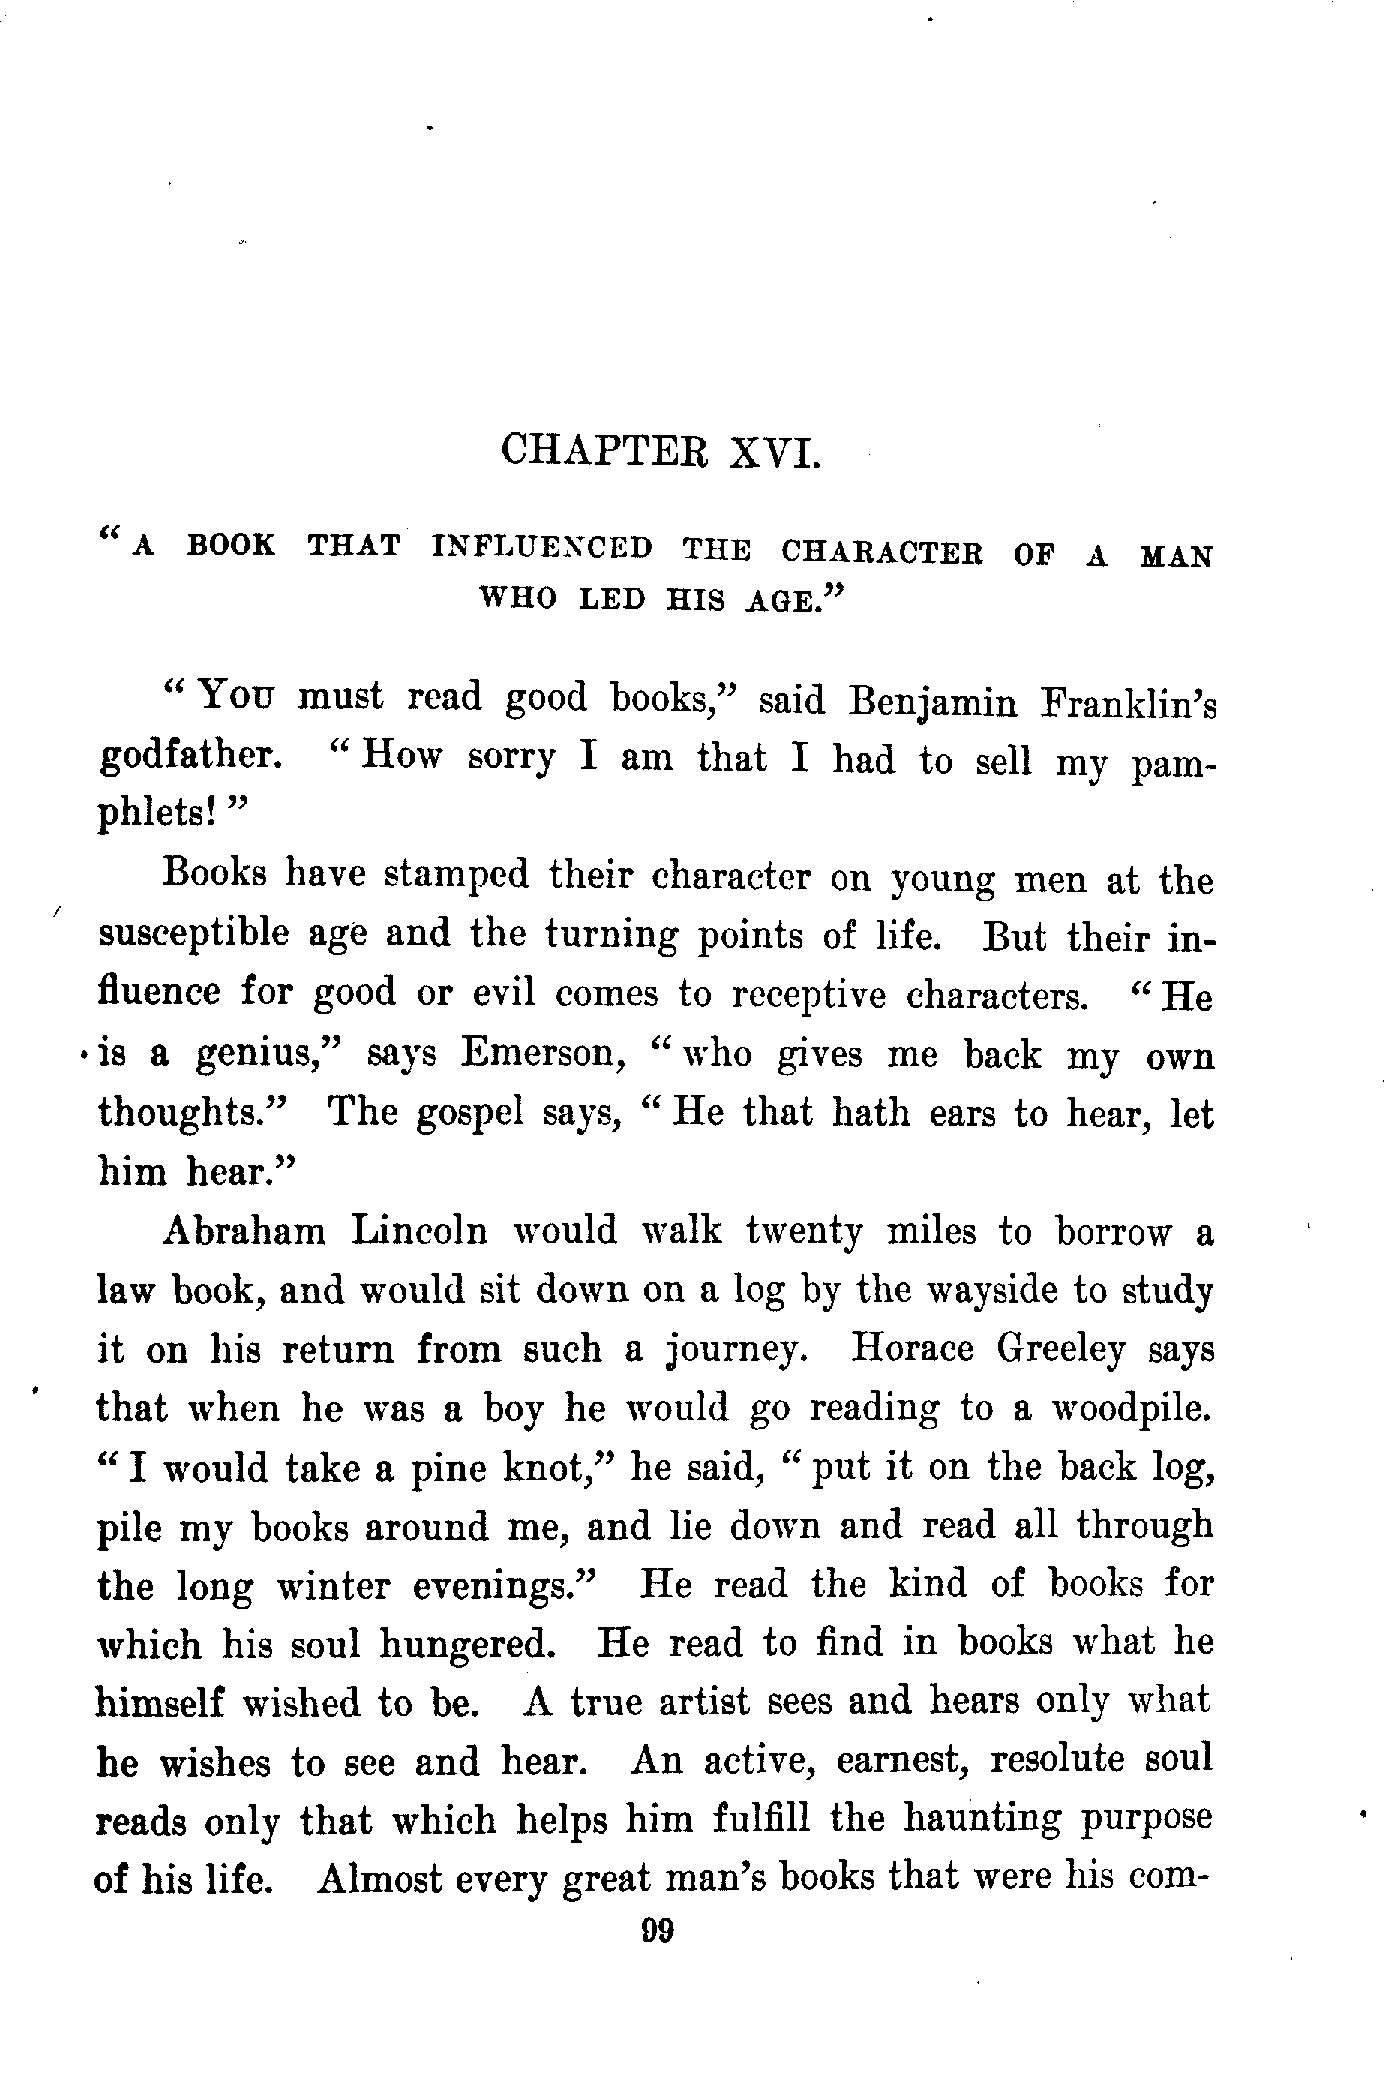 CHAPTER XVI.
“ A BOOK THAT INFLUENCED THE CHARACTER OF A MAN
WHO LED HIS AGE.”
“ YOU must read good books,” said Benjamin Franklin’s
godfather. “ How sorry I am that I had to sell my pam-
phlets! ”
Books have stamped their character on young men at the
susceptible age and the turning points of life. But their in-
fluence for good or evil comes to receptive characters. “ He
is a genius,” says Emerson, “ who gives me back my own
thoughts.” The gospel says, “ He that hath ears to hear, let
him hear.”
Abraham Lincoln would walk twenty miles to borrow a
law book, and would sit down on a log by the wayside to study
it on his return from such a journey. Horace Greeley says
that when he was a boy he would go reading to a woodpile.
“ I would take a pine knot,” he said, “ put it on the back log,
pile my books around me, and lie down and read all through
the long winter evenings.” He read the kind of books for
which his soul hungered. He read to find in books what he
himself wished to be. A true artist sees and hears only what
he wishes to see and hear. An active, earnest, resolute soul
reads only that which helps him fulfill the haunting purpose
of his life. Almost every great man’s books that were his com-
99